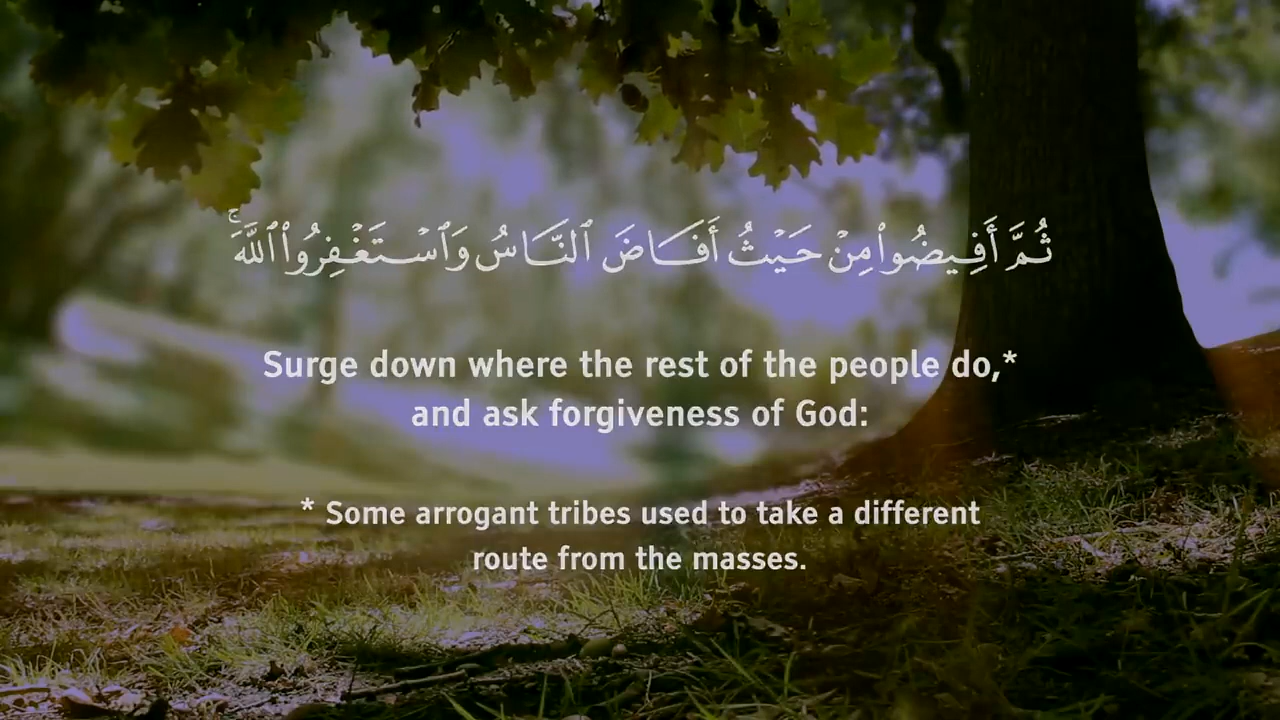 ثُمَّ أَفِيضُوا۟ مِنْ حَيْثُ أَفَاضَ ٱلنَّاسُ وَٱسْتَغْفِرُوا۟ ٱللَّهَ ۚ
Surge down where the rest of the people do,*
and ask forgiveness of God:
* Some arrogant tribes used to take a different
route from the masses.